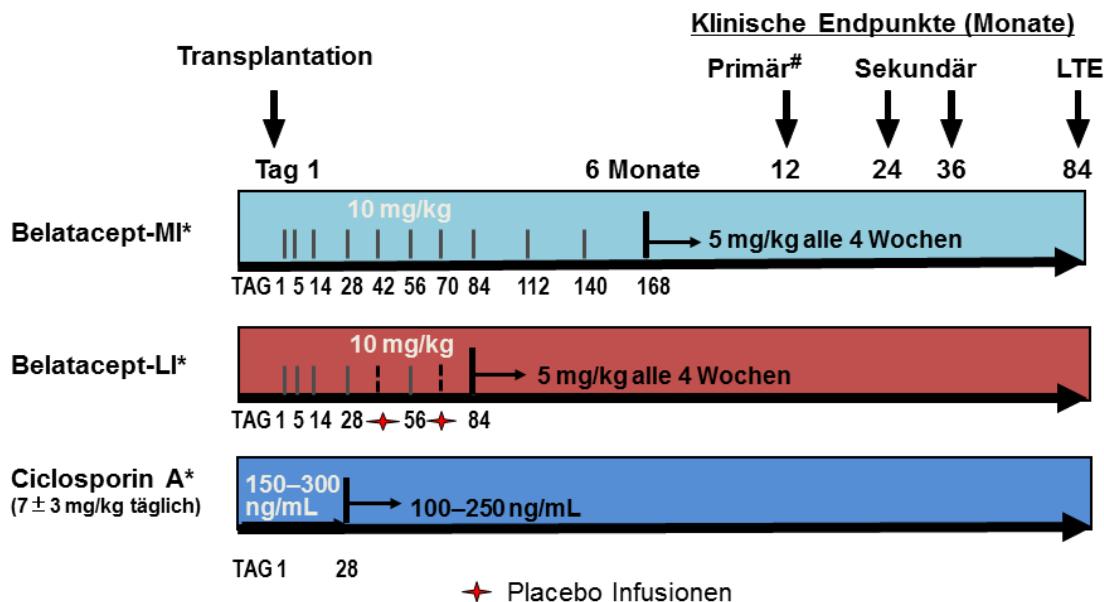 Klinische Endpunkte (Monate)
Transplantation
Primär# Sekundär LTE
Tag 1 6 Monate 12 24 36 84
Belatacept-MI*
10 mg/kg
5 mg/kg alle 4 Wochen
TAG 1 5 14 28 42 56 70 84 112 140 168
Belatacept-LI*
10 mg/kg
5 mg/kg alle 4 Wochen
TAG 1 5 14 28 56 84
Ciclosporin A*
(7 ± 3 mg/kg täglich)
150–300
ng/mL
100–250 ng/mL
TAG 1 28
Placebo Infusionen